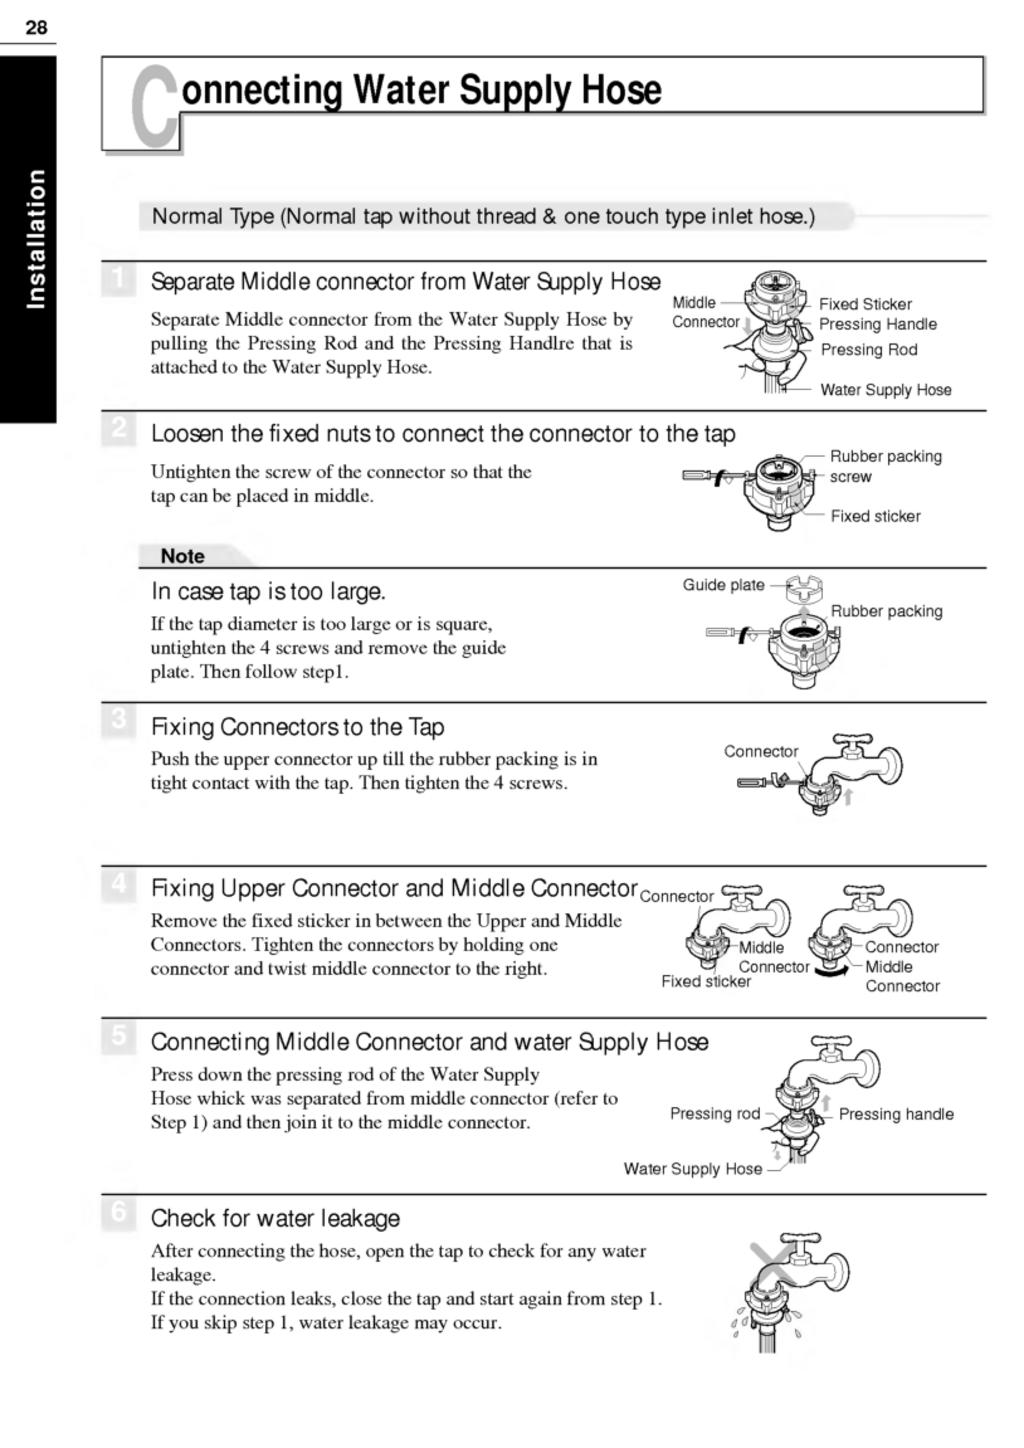 28
Installation
Connecting Water Supply Hose
Normal Type (Normal tap without thread & one touch type inlet hose.)
1
Separate Middle connector from Water Supply Hose
Separate Middle connector from the Water Supply Hose by
pulling the Pressing Rod and the Pressing Handlre that is
attached to the Water Supply Hose.
Middle
Connector
Fixed Sticker
Pressing Handle
Pressing Rod
Water Supply Hose
2
Loosen the fixed nuts to connect the connector to the tap
Untighten the screw of the connector so that the
tap can be placed in middle.
Rubber packing
screw
Fixed sticker
Note
In case tap is too large.
If the tap diameter is too large or is square,
untighten the 4 screws and remove the guide
plate. Then follow step1.
Guide plate
Rubber packing
3
Fixing Connectors to the Tap
Push the upper connector up till the rubber packing is in
tight contact with the tap. Then tighten the 4 screws.
Connector
4
Fixing Upper Connector and Middle Connector
Remove the fixed sticker in between the Upper and Middle
Connectors. Tighten the connectors by holding one
connector and twist middle connector to the right.
Connector
Middle
Connector
Fixed sticker
Connector
Middle
Connector
5
Connecting Middle Connector and water Supply Hose
Press down the pressing rod of the Water Supply
Hose whick was separated from middle connector (refer to
Step 1) and then join it to the middle connector.
Pressing rod
Pressing handle
Water Supply Hose
6
Check for water leakage
After connecting the hose, open the tap to check for any water
leakage.
If the connection leaks, close the tap and start again from step 1.
If you skip step 1, water leakage may occur.